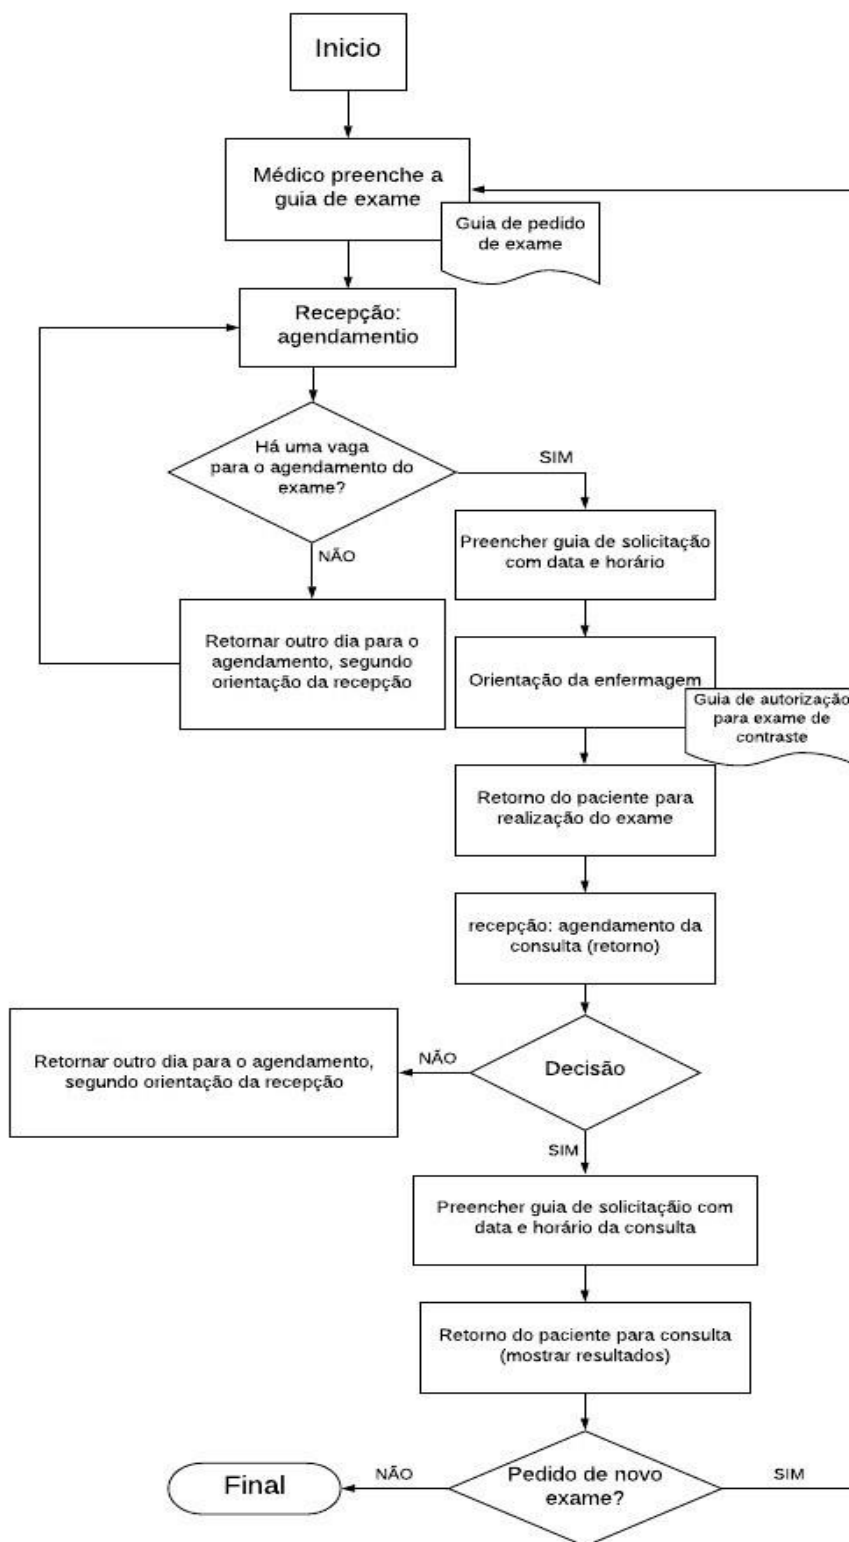 Inicio
Médico preenche a
guia de exame
Guia de pedido
de exame
Recepção:
agendamentio
Há uma vaga
para o agendamento do
exame?
SIM
NÃO
Preencher guia de solicitação
com data e horário
Retornar outro dia para o
agendamento, segundo
orientação da recepção
Orientação da enfermagem
Guia de autorização
para exame de
contraste
Retorno do paciente para
realização do exame
recepção: agendamento da
consulta (retorno)
Decisão
NÃO
Retornar outro dia para o agendamento,
segundo orientação da recepção
SIM
Preencher guia de solicitaçãio com
data e horário da consulta
Retorno do paciente para consulta
(mostrar resultados)
Pedido de novo
exame?
NÃO
SIM
Final